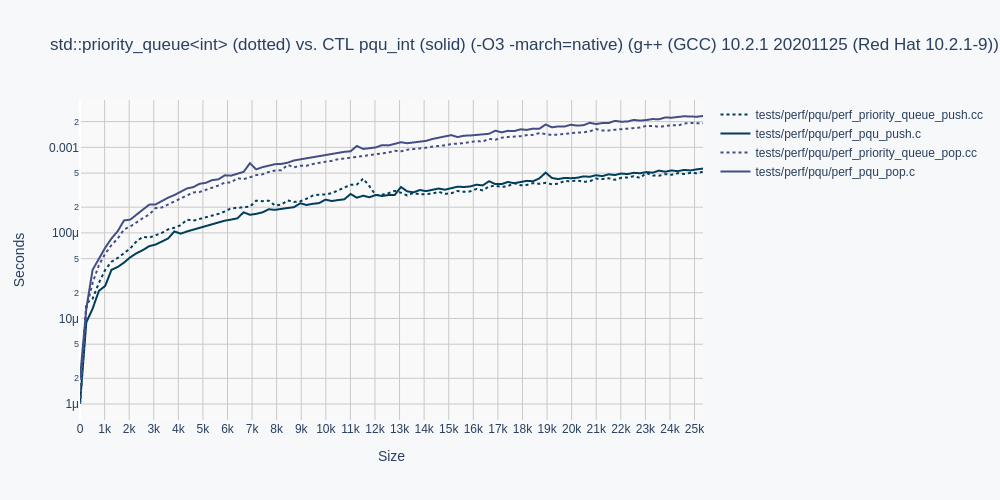 std::priority_queue<int> (dotted) vs. CTL pqu_int (solid) (-O3 -march=native) (g++ (GCC) 10.2.1 20201125 (Red Hat 10.2.1-9))
tests/perf/pqu/perf_priority_queue_push.cc
tests/perf/pqu/perf_pqu_push.c
tests/perf/pqu/perf_priority_queue_pop.cc
tests/perf/pqu/perf_pqu_pop.c
2
0.001
5
2
100μ
5
2
10μ
5
2
1μ
Seconds
0 1k 2k 3k 4k 5k 6k 7k 8k 9k 10k 11k 12k 13k 14k 15k 16k 17k 18k 19k 20k 21k 22k 23k 24k 25k
Size